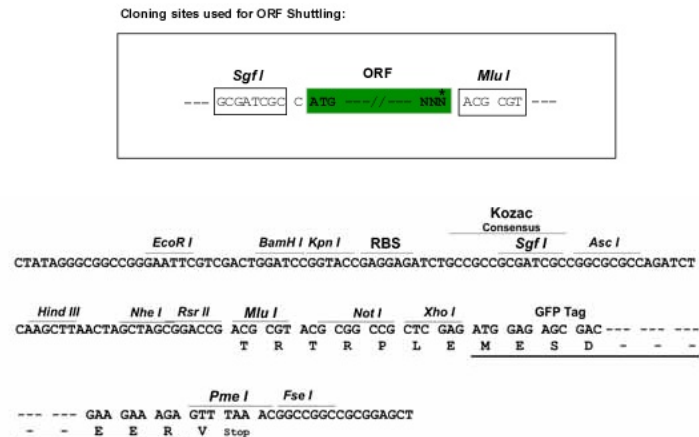 Cloning sites used for ORF Shuttling:
Sgf I ORF Mlu I
--- GCGATCGC C ATG ---//--- NNN* ACG CGT ---
Kozac
Consensus
EcoR I BamH I Kpn I RBS Sgf I Asc I
CTATAGGGCGGCCGGGAATTCGTCGACTGGATCCGGTACCGAGGAGATCTGCCGCCGCGATCGCCGGCGCGCCAGATCT
Hind III Nhe I Rsr II Mlu I Not I Xho I GFP Tag
CAAGCTTAACTAGCTAGCGGACCG ACG CGT ACG CGG CCG CTC GAG ATG GAG AGC GAC --- --- ---
T R T R P L E M E S D - - -
Pme I Fse I
--- --- GAA GAA AGA GTT TAA ACGGCCGGCCGCGGAGCT
- - E E R V Stop